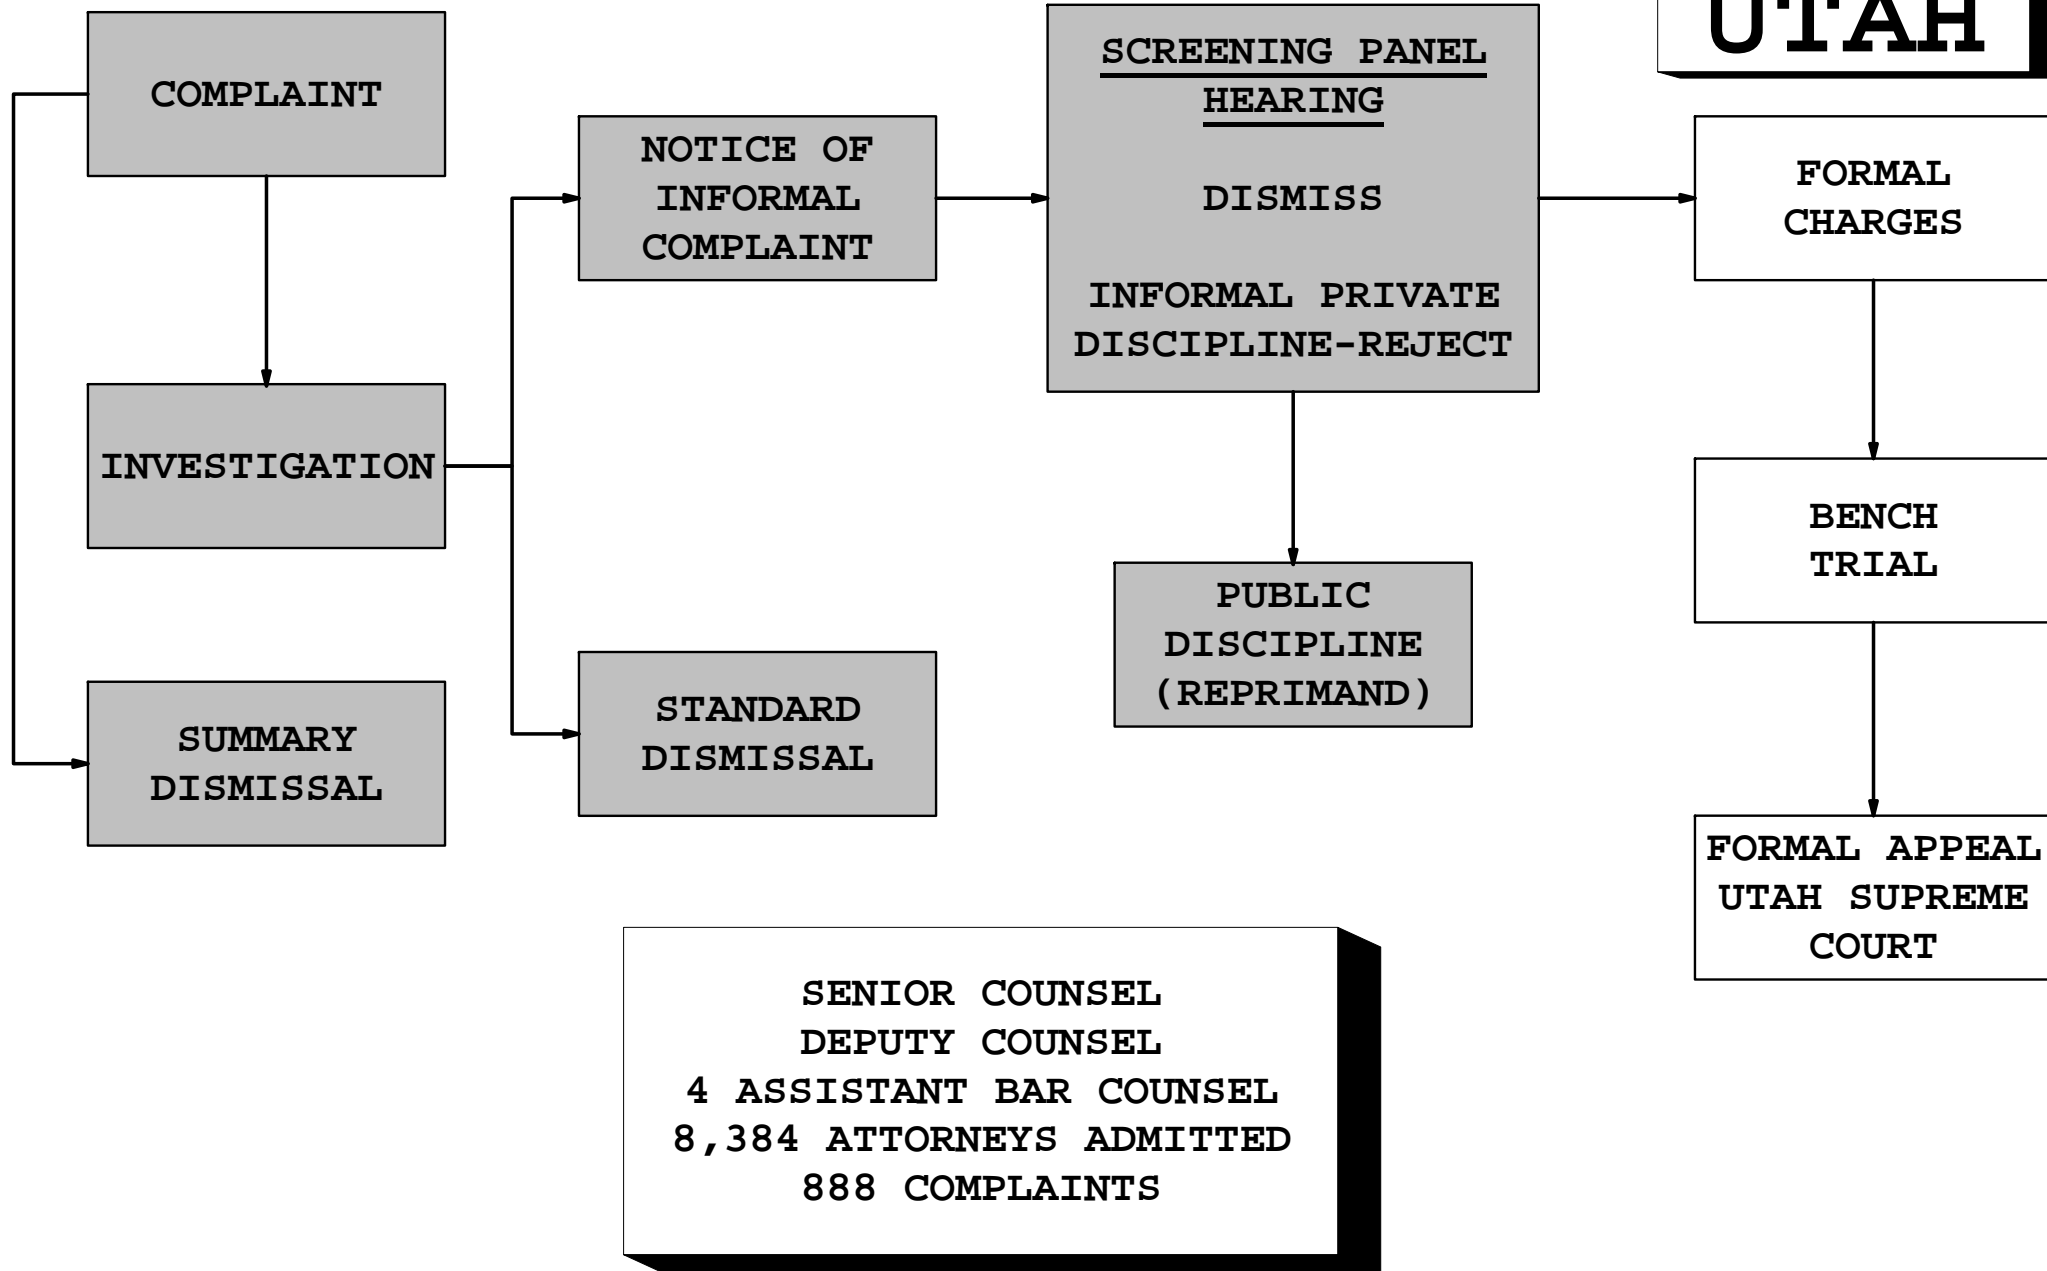 UTAH
COMPLAINT
INVESTIGATION
SUMMARY
DISMISSAL
NOTICE OF
INFORMAL
COMPLAINT
STANDARD
DISMISSAL
SCREENING PANEL
HEARING
DISMISS
INFORMAL PRIVATE
DISCIPLINE-REJECT
PUBLIC
DISCIPLINE
(REPRIMAND)
FORMAL
CHARGES
BENCH
TRIAL
FORMAL APPEAL
UTAH SUPREME
COURT
SENIOR COUNSEL
DEPUTY COUNSEL
4 ASSISTANT BAR COUNSEL
8,384 ATTORNEYS ADMITTED
888 COMPLAINTS